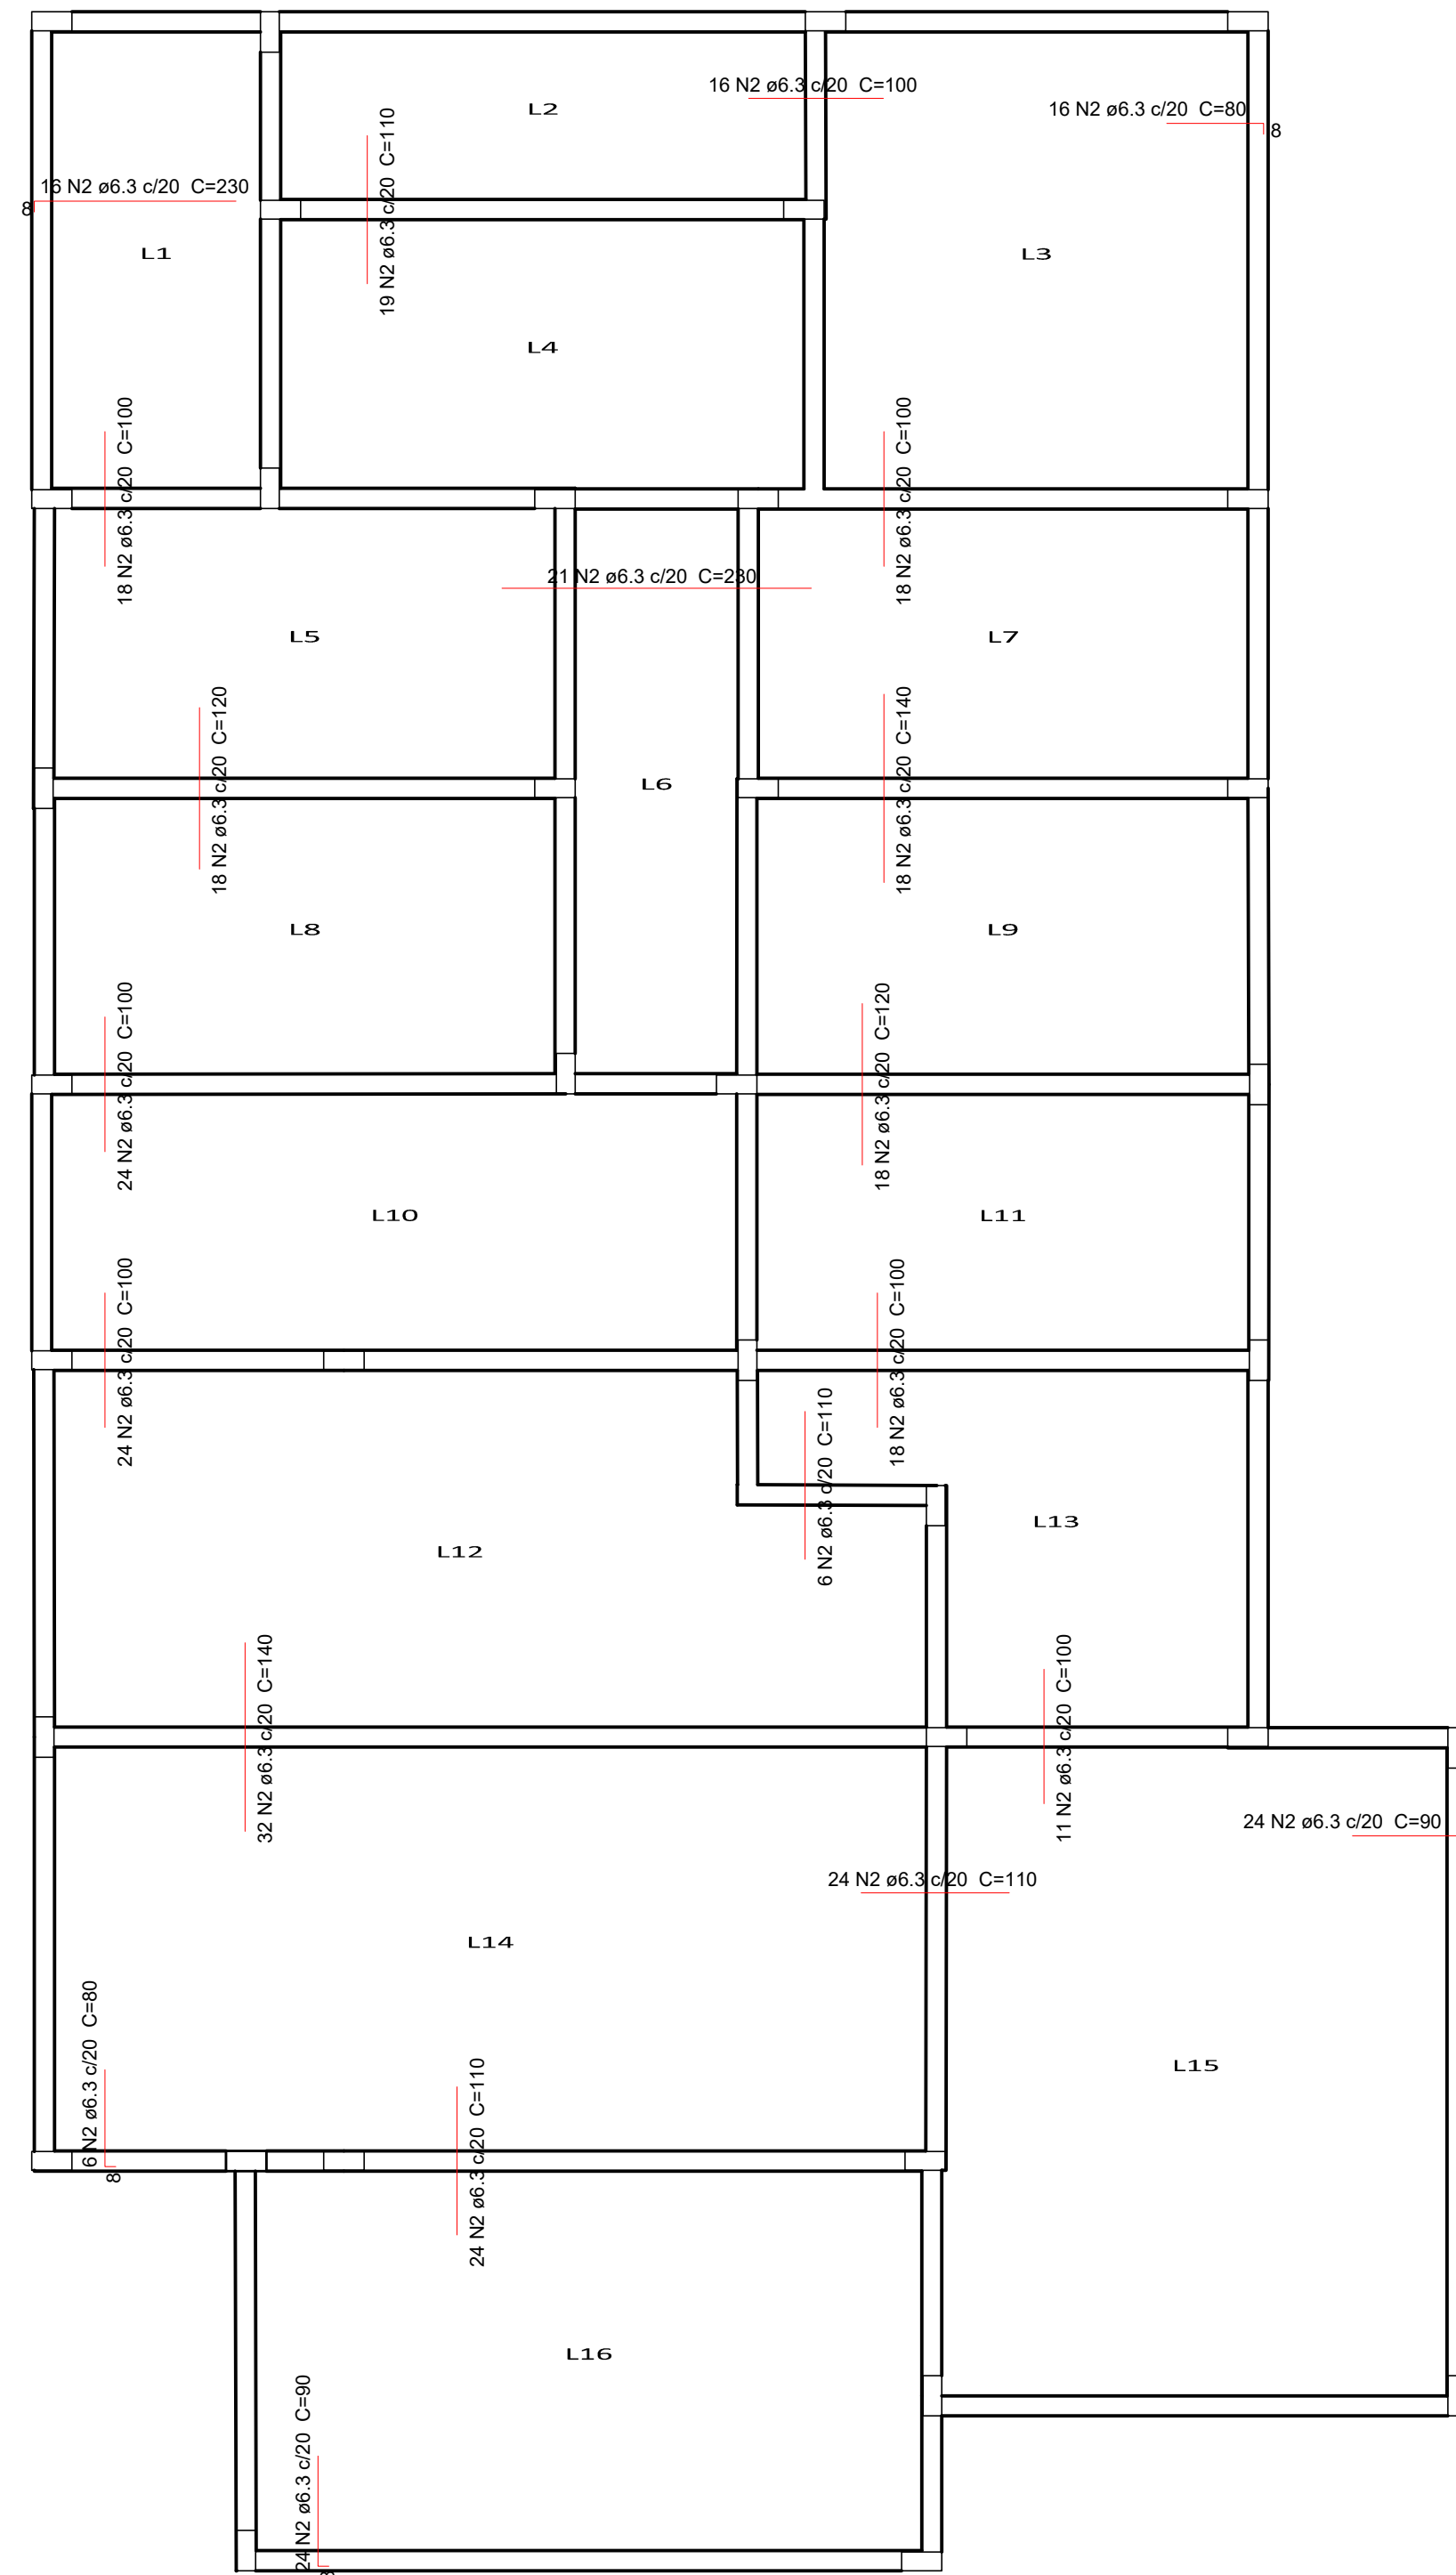 16 N2 ø6.3 c/20  C=100
L2
16 N2 ø6.3 c/20  C=80
8
19 N2 ø6.3 c/20  C=110
16 N2 ø6.3 c/20  C=230
8
L1
L3
L4
18 N2 ø6.3 c/20  C=100
18 N2 ø6.3 c/20  C=100
21 N2 ø6.3 c/20  C=230
L5
L7
18 N2 ø6.3 c/20  C=120
18 N2 ø6.3 c/20  C=140
L6
L8
L9
24 N2 ø6.3 c/20  C=100
18 N2 ø6.3 c/20  C=120
L10
L11
24 N2 ø6.3 c/20  C=100
18 N2 ø6.3 c/20  C=100
6 N2 ø6.3 c/20  C=110
L13
L12
32 N2 ø6.3 c/20  C=140
11 N2 ø6.3 c/20  C=100
24 N2 ø6.3 c/20  C=90
24 N2 ø6.3 c/20  C=110
L14
6 N2 ø6.3 c/20  C=80
8
L15
24 N2 ø6.3 c/20  C=110
L16
24 N2 ø6.3 c/20  C=90